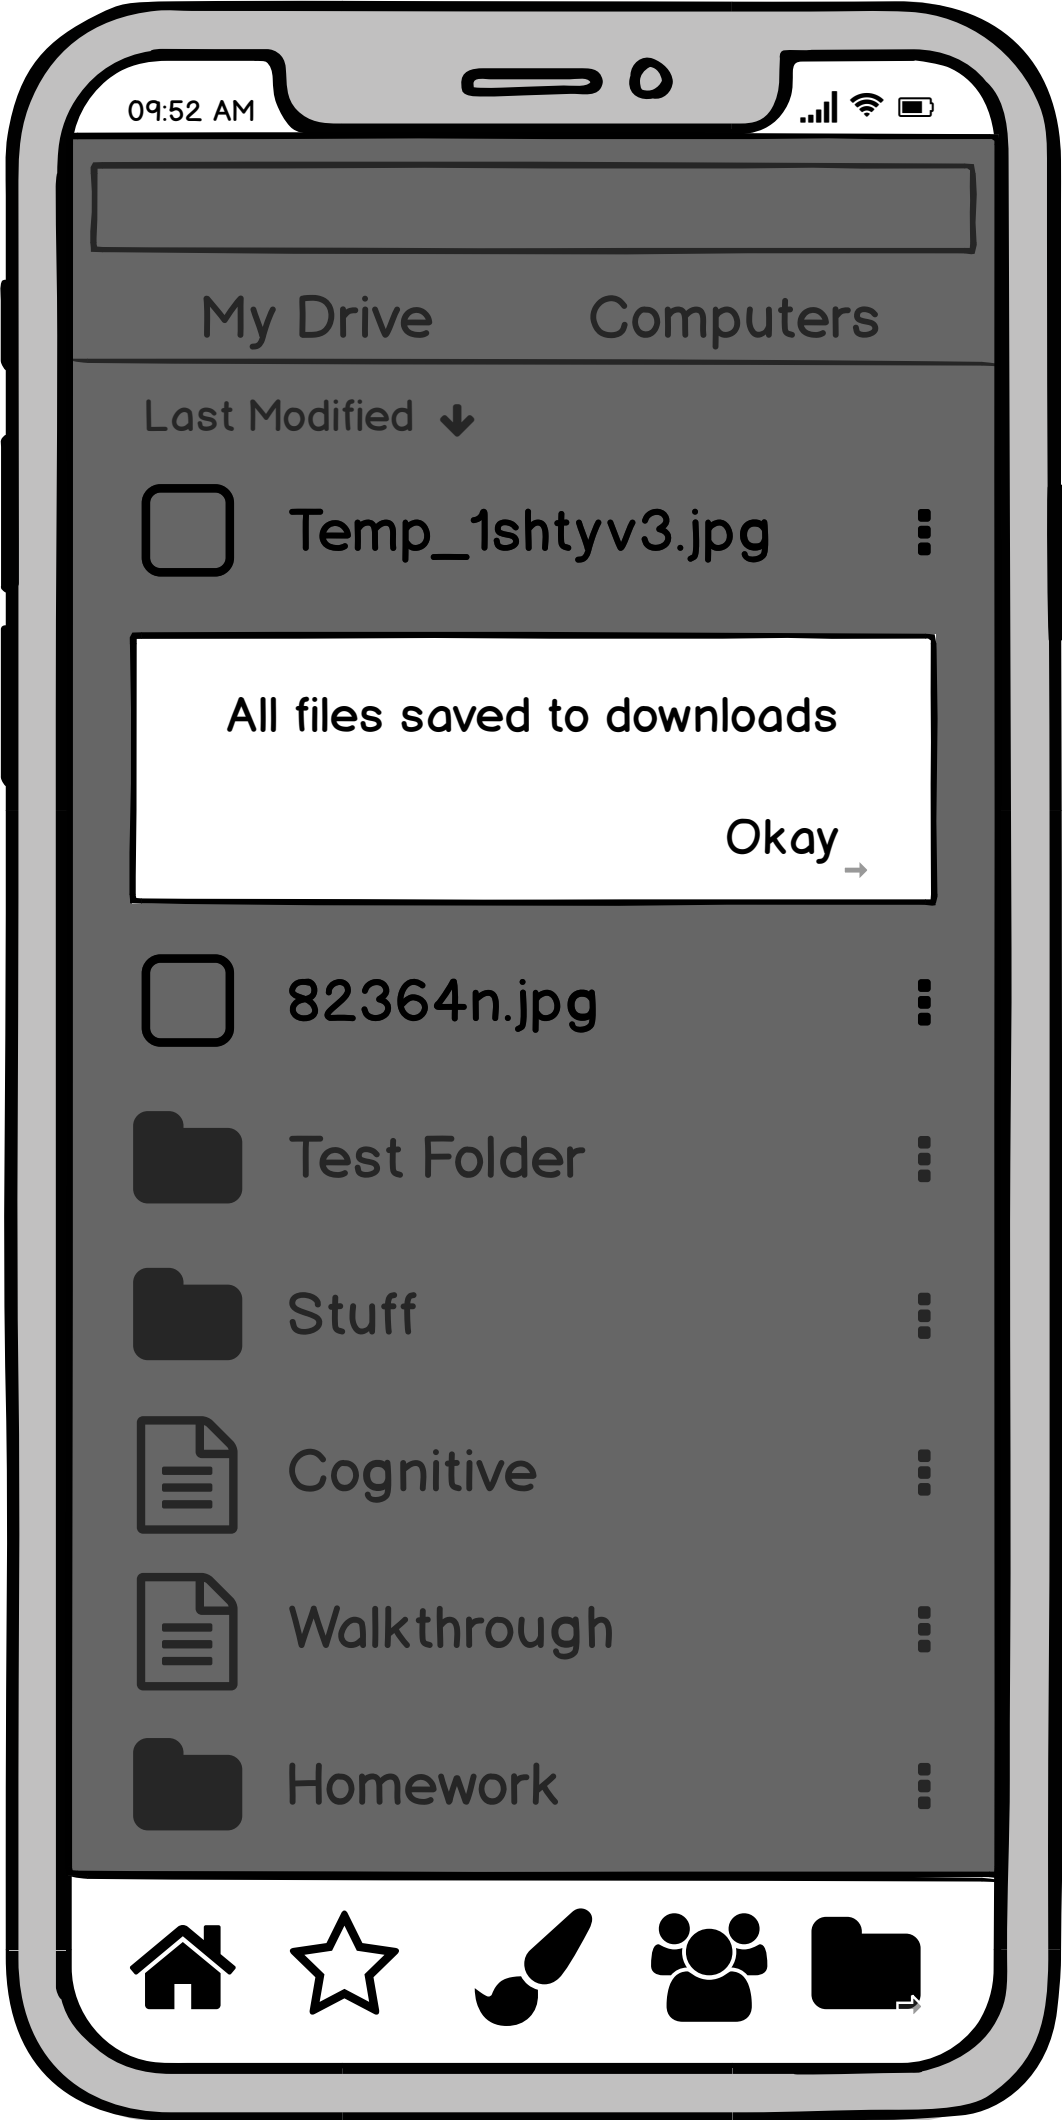 09:52 AM
My Drive
Computers
Last Modified
Temp_1shtyv3.jpg
All files saved to downloads
Okay
82364n.jpg
Test Folder
Stuff
Cognitive
Walkthrough
Homework